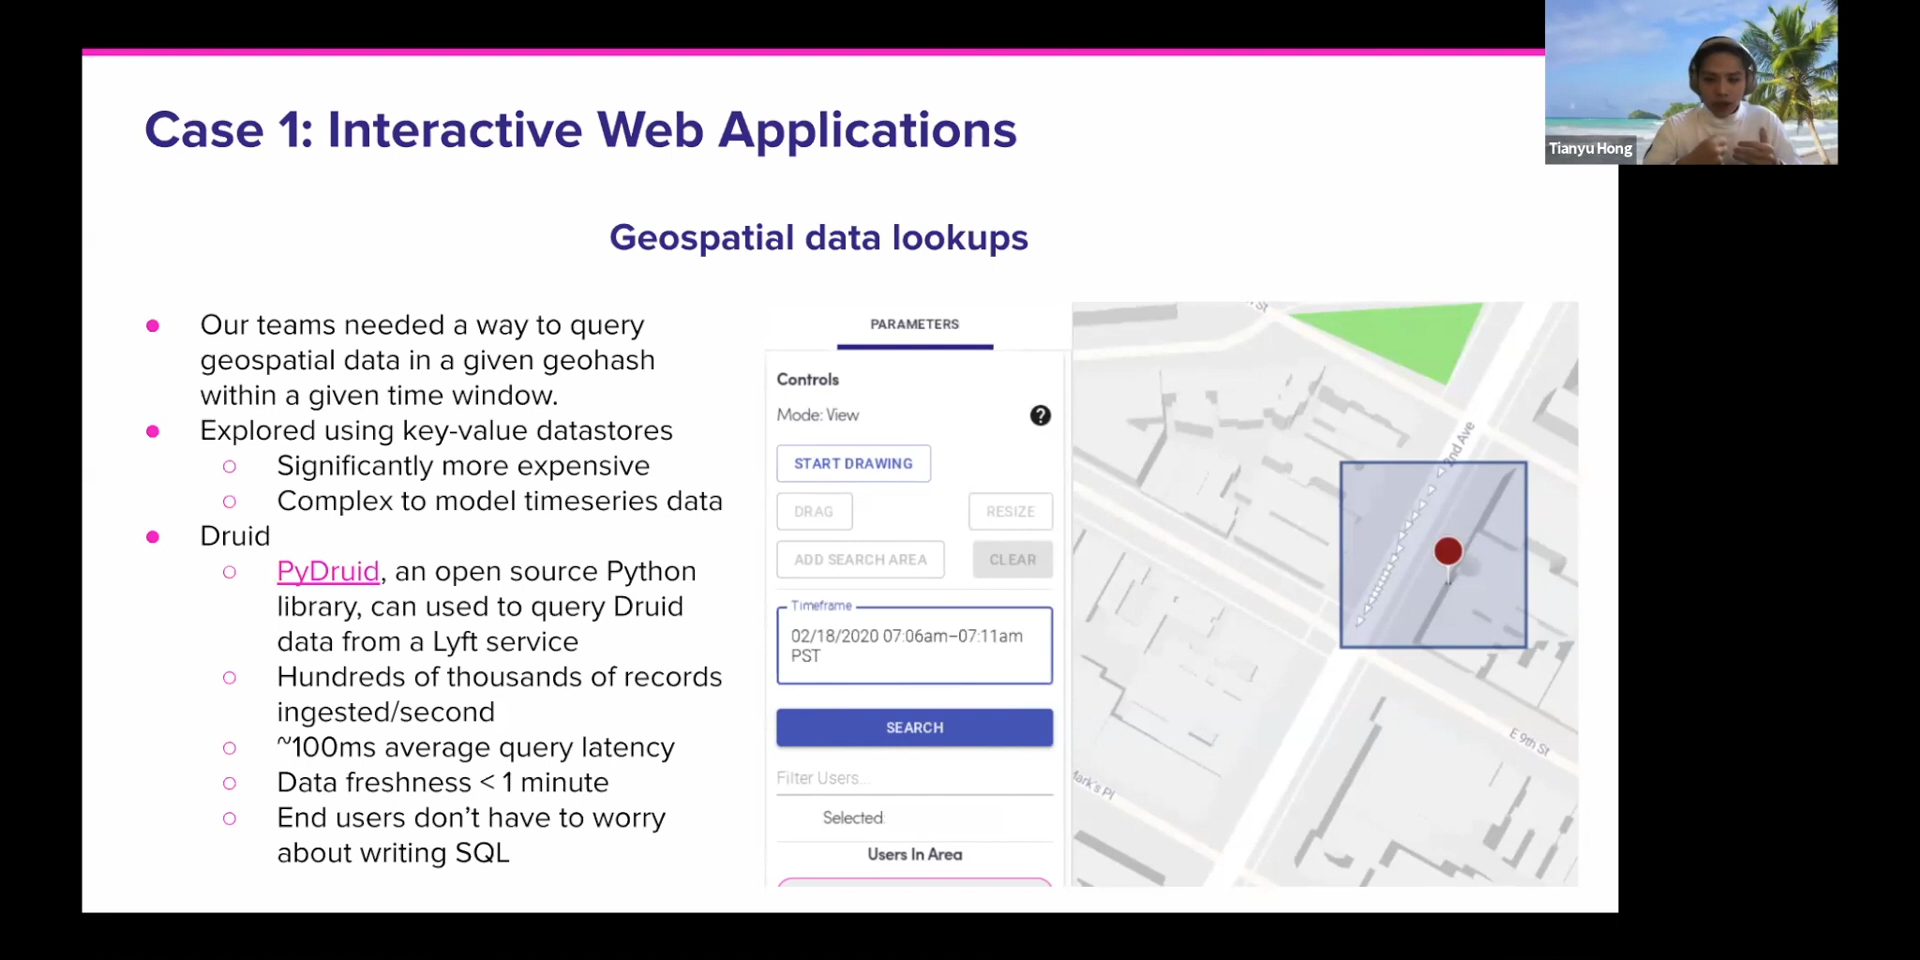 Tianyu Hong
Case 1: Interactive Web Applications
Geospatial data lookups
Our teams needed a way to query
geospatial data in a given geohash
within a given time window.
Explored using key-value datastores
Significantly more expensive
Complex to model timeseries data
Druid
PyDruid, an open source Python
library, can used to query Druid
data from a Lyft service
Hundreds of thousands of records
ingested/second
~100ms average query latency
Data freshness < 1 minute
End users don't have to worry
about writing SQL
PARAMETERS
Controls
Mode: View
?
START DRAWING
DRAG
RESIZE
ADD SEARCH AREA
CLEAR
Timeframe
02/18/2020 07:06am–07:11am
PST
SEARCH
Filter Users...
Selected:
Users In Area
2nd Ave
E 9th St
Mark's Pl